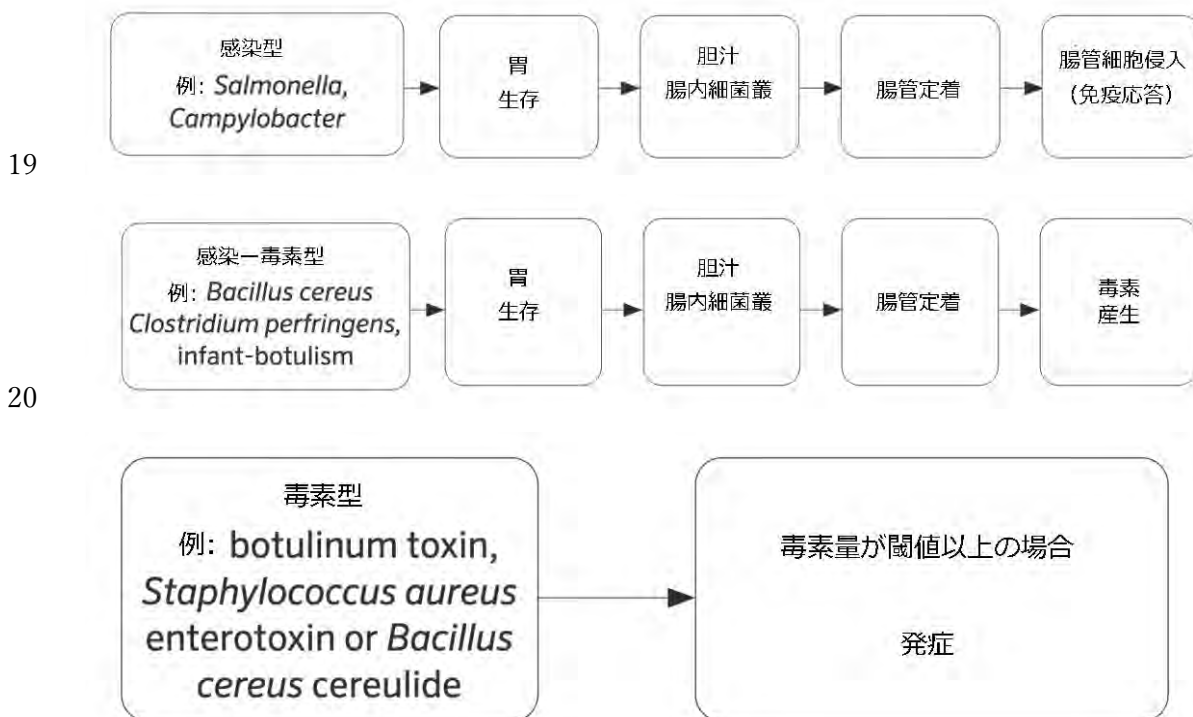 感染型
例: Salmonella,
Campylobacter
胃
生存
胆汁
腸内細菌叢
腸管定着
腸管細胞侵入
(免疫応答)
19
感染ー毒素型
例: Bacillus cereus
Clostridium perfringens,
infant-botulism
胃
生存
胆汁
腸内細菌叢
腸管定着
毒素
産生
20
毒素型
例: botulinum toxin,
Staphylococcus aureus
enterotoxin or Bacillus
cereus cereulide
毒素量が閾値以上の場合
発症